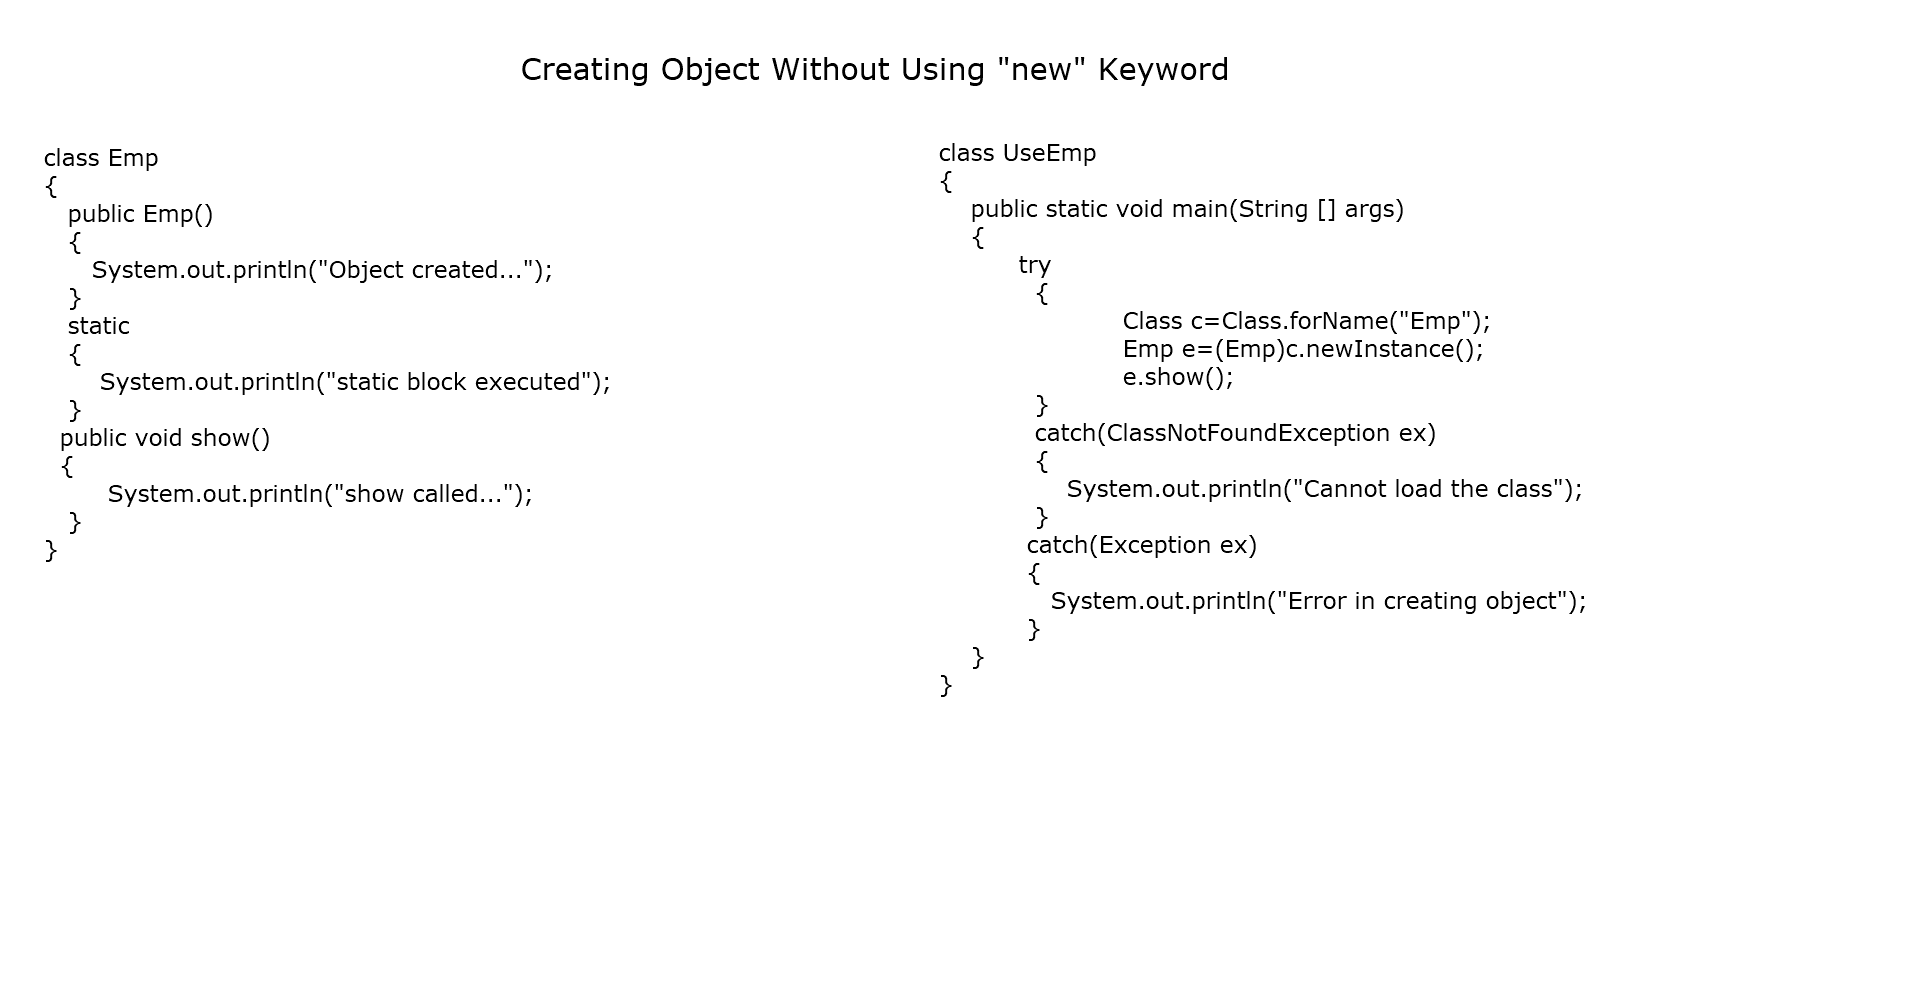 Creating Object Without Using "new" Keyword
class Emp
{
public Emp()
{
System.out.println("Object created...");
}
static
{
System.out.println("static block executed");
}
public void show()
{
System.out.println("show called...");
}
}
class UseEmp
{
public static void main(String [] args)
{
try
{
Class c=Class.forName("Emp");
Emp e=(Emp)c.newInstance();
e.show();
}
catch(ClassNotFoundException ex)
{
System.out.println("Cannot load the class");
}
catch(Exception ex)
{
System.out.println("Error in creating object");
}
}
}